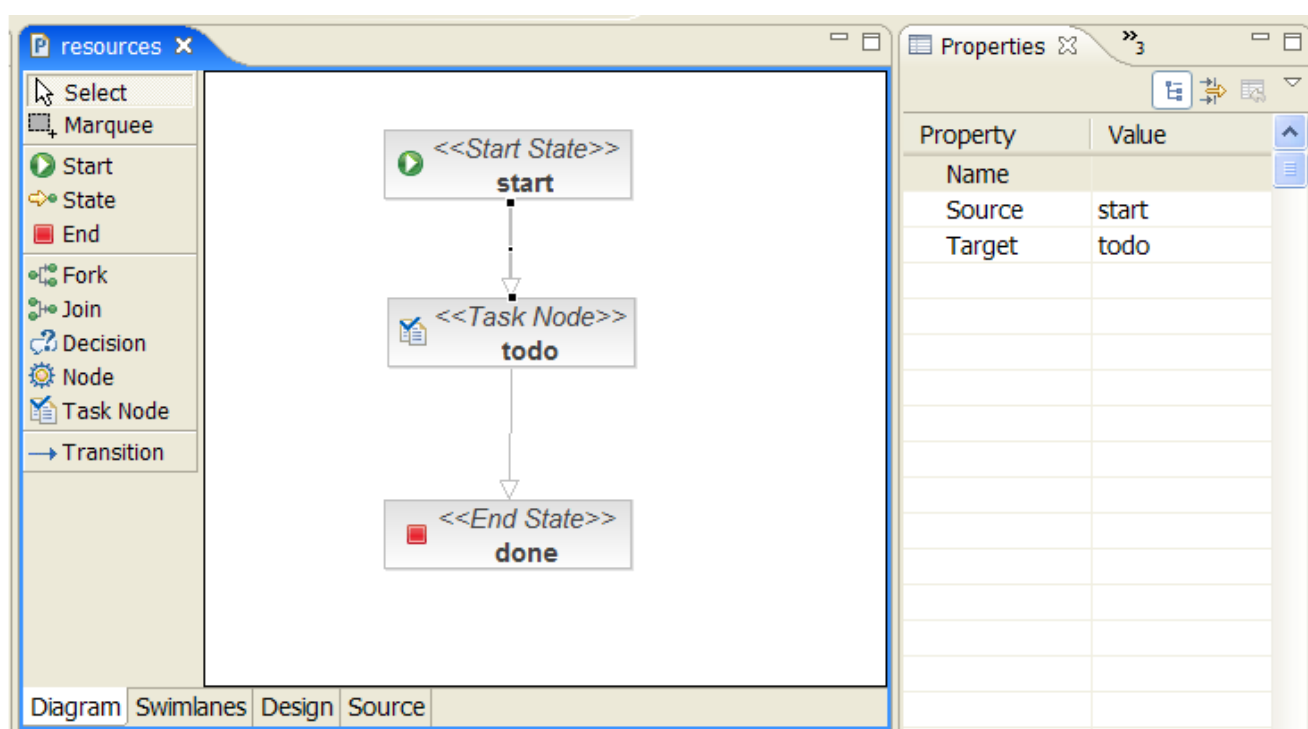 resources
Select
Marquee
Start
State
End
Fork
Join
Decision
Node
Task Node
Transition
<<Start State>>
start
<<Task Node>>
todo
<<End State>>
done
Diagram Swimlanes Design Source
Properties »3
Property Value
Name
Source start
Target todo